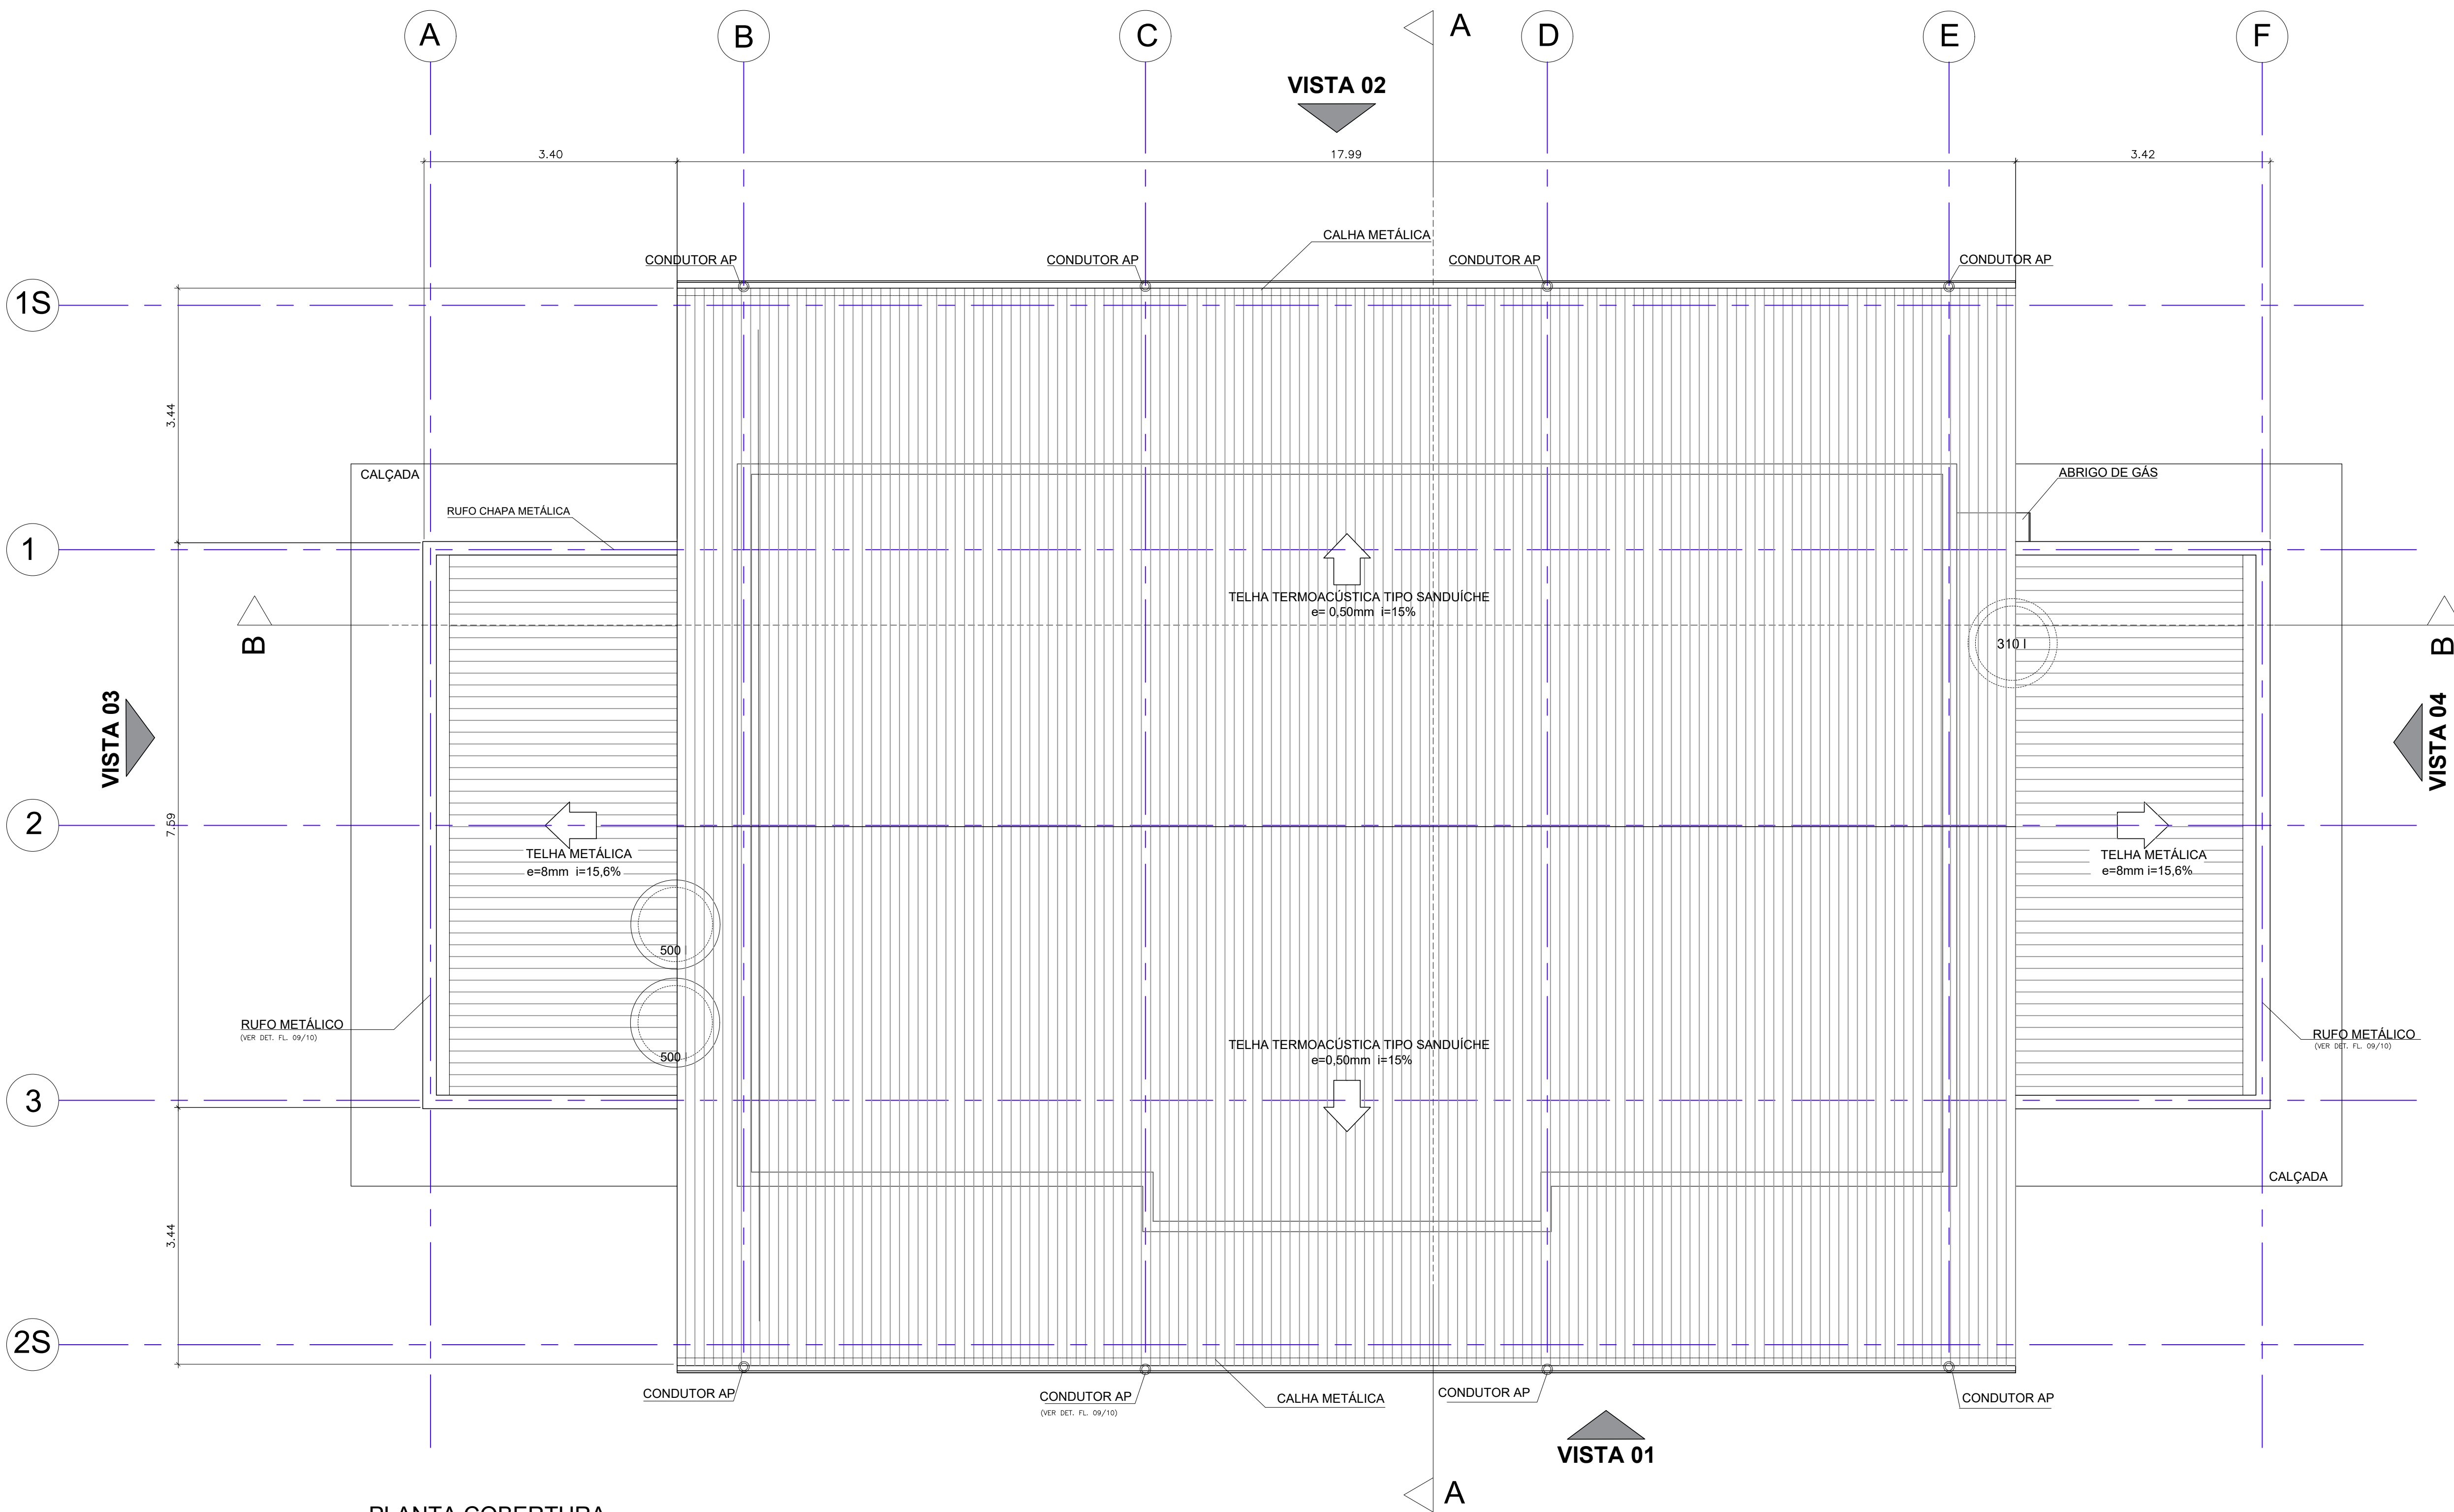 A
B
C
A
D
E
F
VISTA 02
3.40
17.99
3.42
CALHA METÁLICA
CONDUTOR AP
CONDUTOR AP
CONDUTOR AP
CONDUTOR AP
1S
3.44
CALÇADA
ABRIGO DE GÁS
RUFO CHAPA METÁLICA
1
TELHA TERMOACÚSTICA TIPO SANDUÍCHE
e= 0,50mm i=15%
B
310 l
B
VISTA 03
VISTA 04
2
7.59
TELHA METÁLICA
e=8mm i=15,6%
TELHA METÁLICA
e=8mm i=15,6%
500 l
RUFO METÁLICO
(VER DET. FL. 09/10)
500 l
TELHA TERMOACÚSTICA TIPO SANDUÍCHE
e=0,50mm i=15%
RUFO METÁLICO
(VER DET. FL. 09/10)
3
CALÇADA
3.44
2S
CONDUTOR AP
CONDUTOR AP
(VER DET. FL. 09/10)
CALHA METÁLICA
CONDUTOR AP
CONDUTOR AP
VISTA 01
A
PLANTA COBERTURA